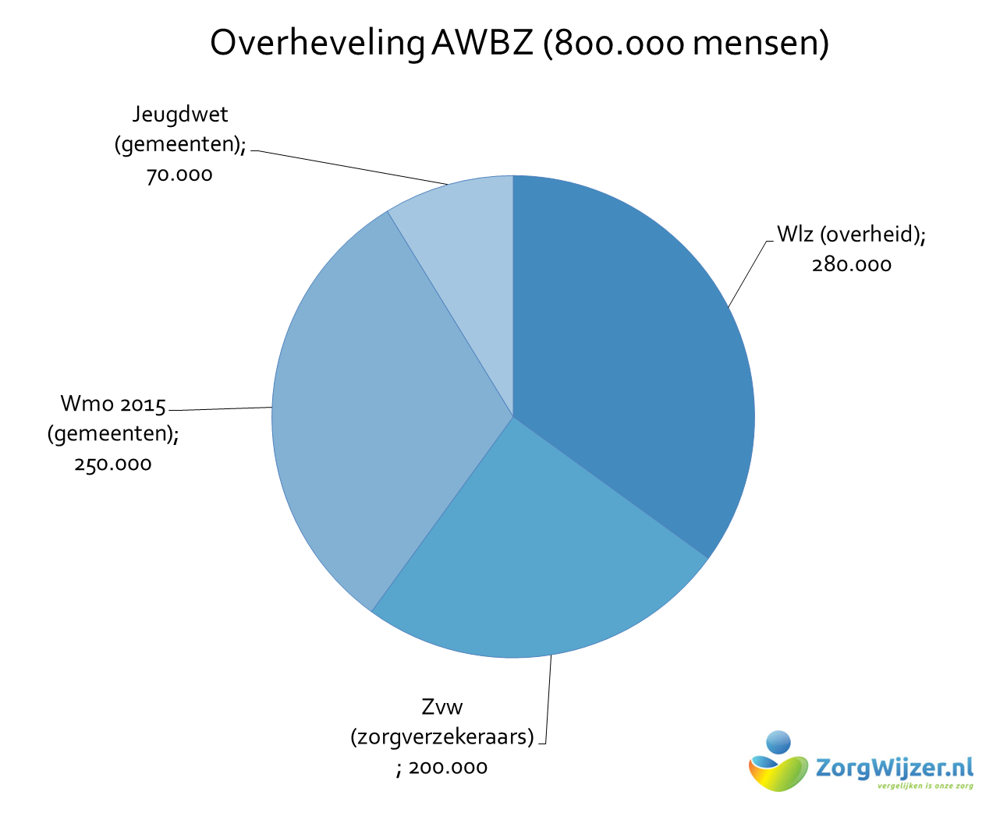 Overheveling AWBZ (800.000 mensen)
Jeugdwet
(gemeenten);
70.000
Wlz (overheid);
280.000
Wmo 2015
(gemeenten);
250.000
Zvw
(zorgverzekeraars)
; 200.000
ZorgWijzer.nl
vergelijken is onze zorg